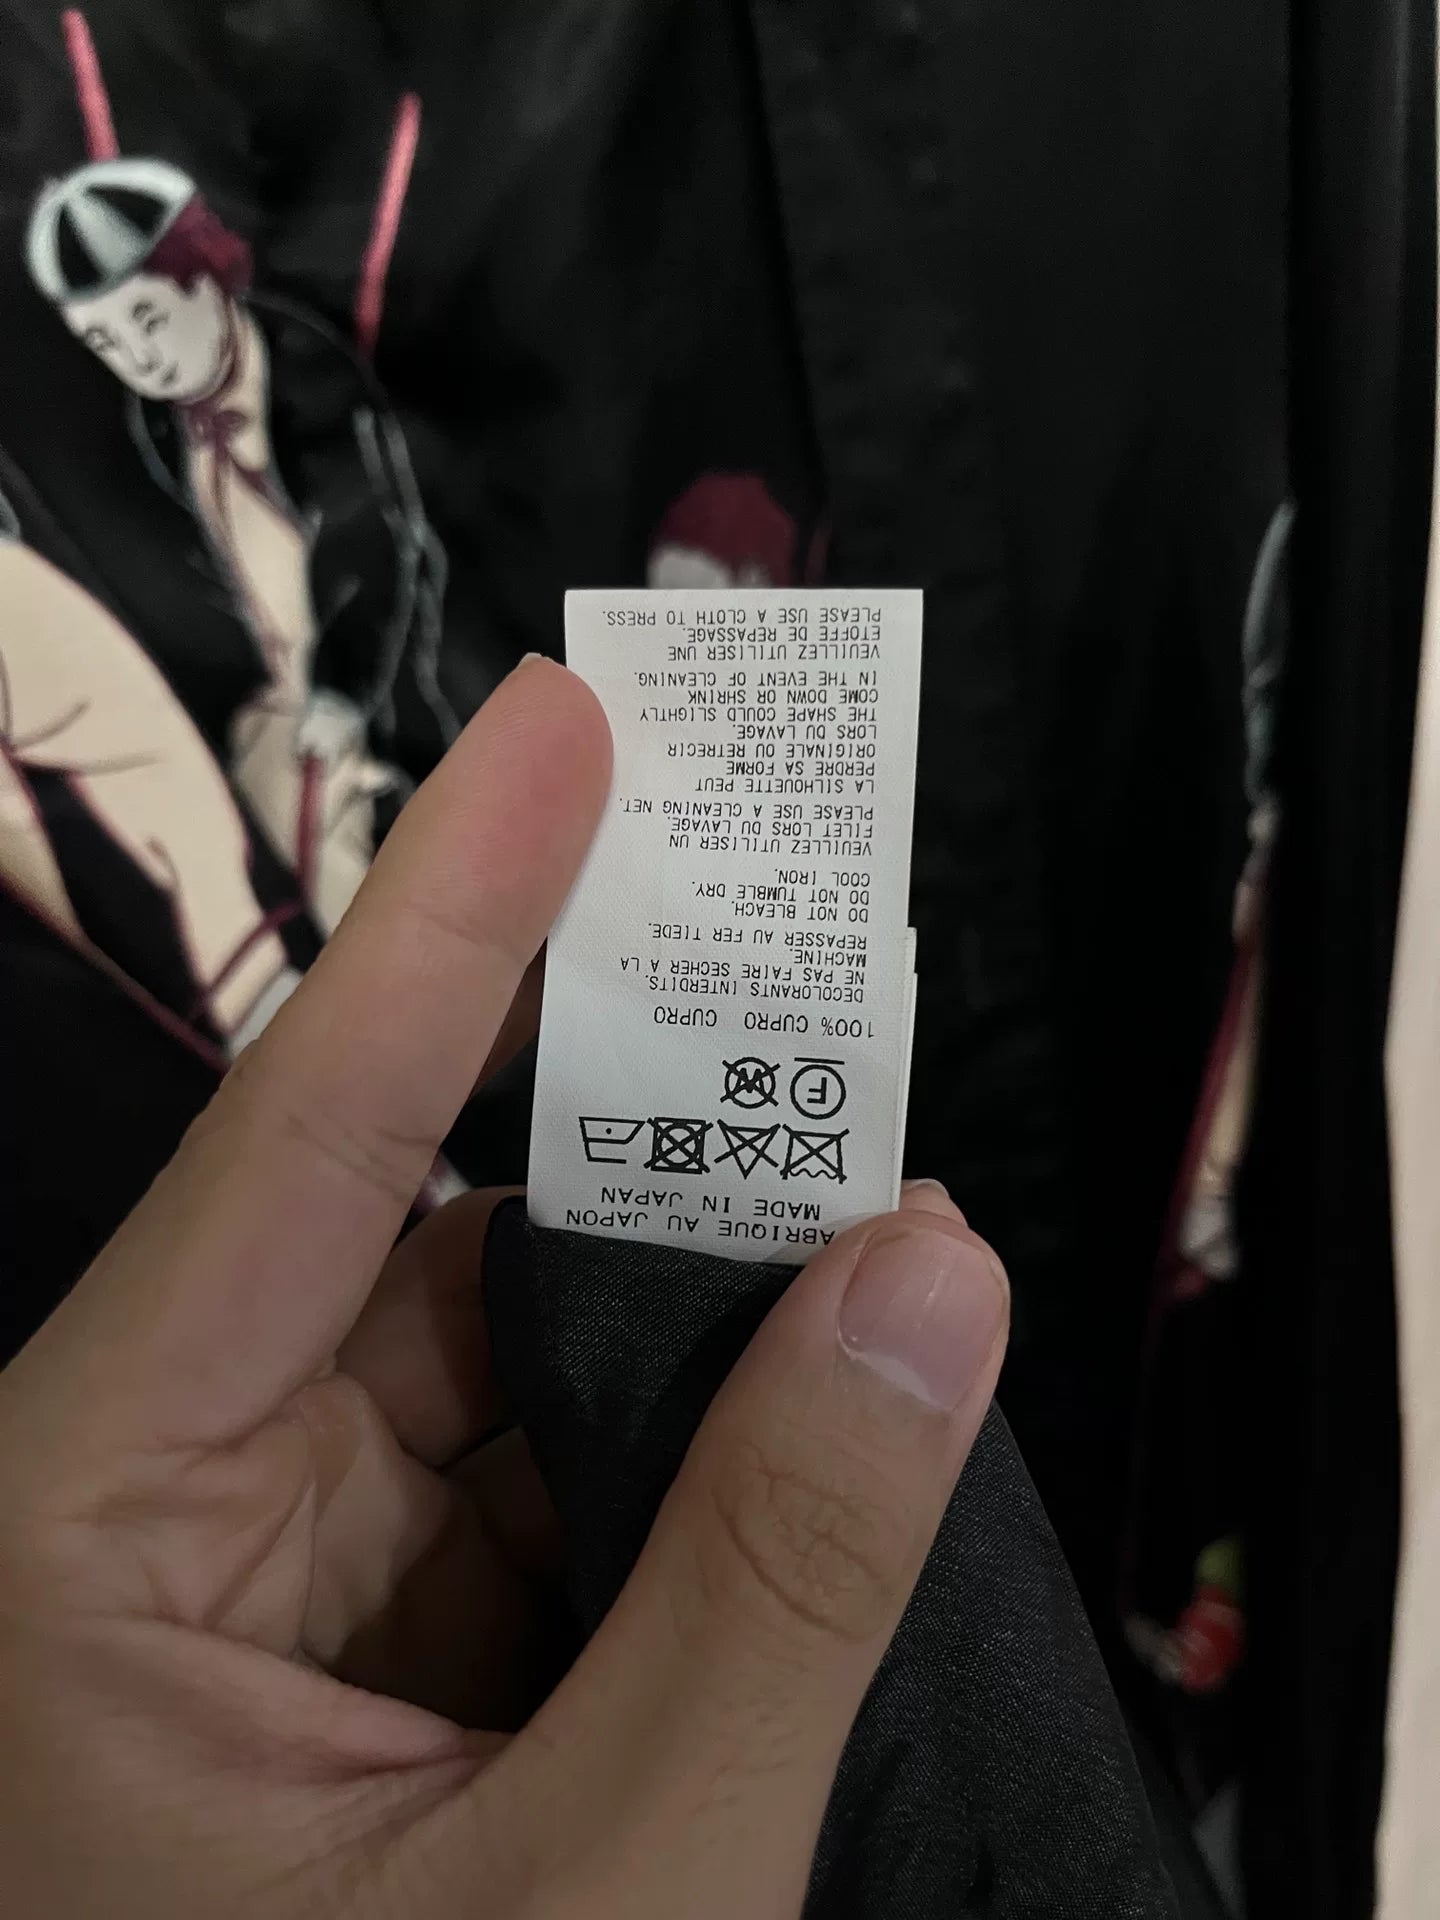 FABRIQUE AU JAPON
MADE IN JAPAN
F W
100% CUPRO CUPRO
DECOLORANTS INTERDITS.
NE PAS FAIRE SECHER A LA
MACHINE.
REPASSER AU FER TIEDE.
DO NOT BLEACH.
DO NOT TUMBLE DRY.
COOL IRON.
VEUILLEZ UTILISER UN
FILET LORS DU LAVAGE.
PLEASE USE A CLEANING NET.
LA SILHOUETTE PEUT
PERDRE SA FORME
ORIGINALE OU RETRECIR
LORS DU LAVAGE.
THE SHAPE COULD SLIGHTLY
COME DOWN OR SHRINK
IN THE EVENT OF CLEANING.
VEUILLEZ UTILISER UNE
ETOFFE DE REPASSAGE.
PLEASE USE A CLOTH TO PRESS.